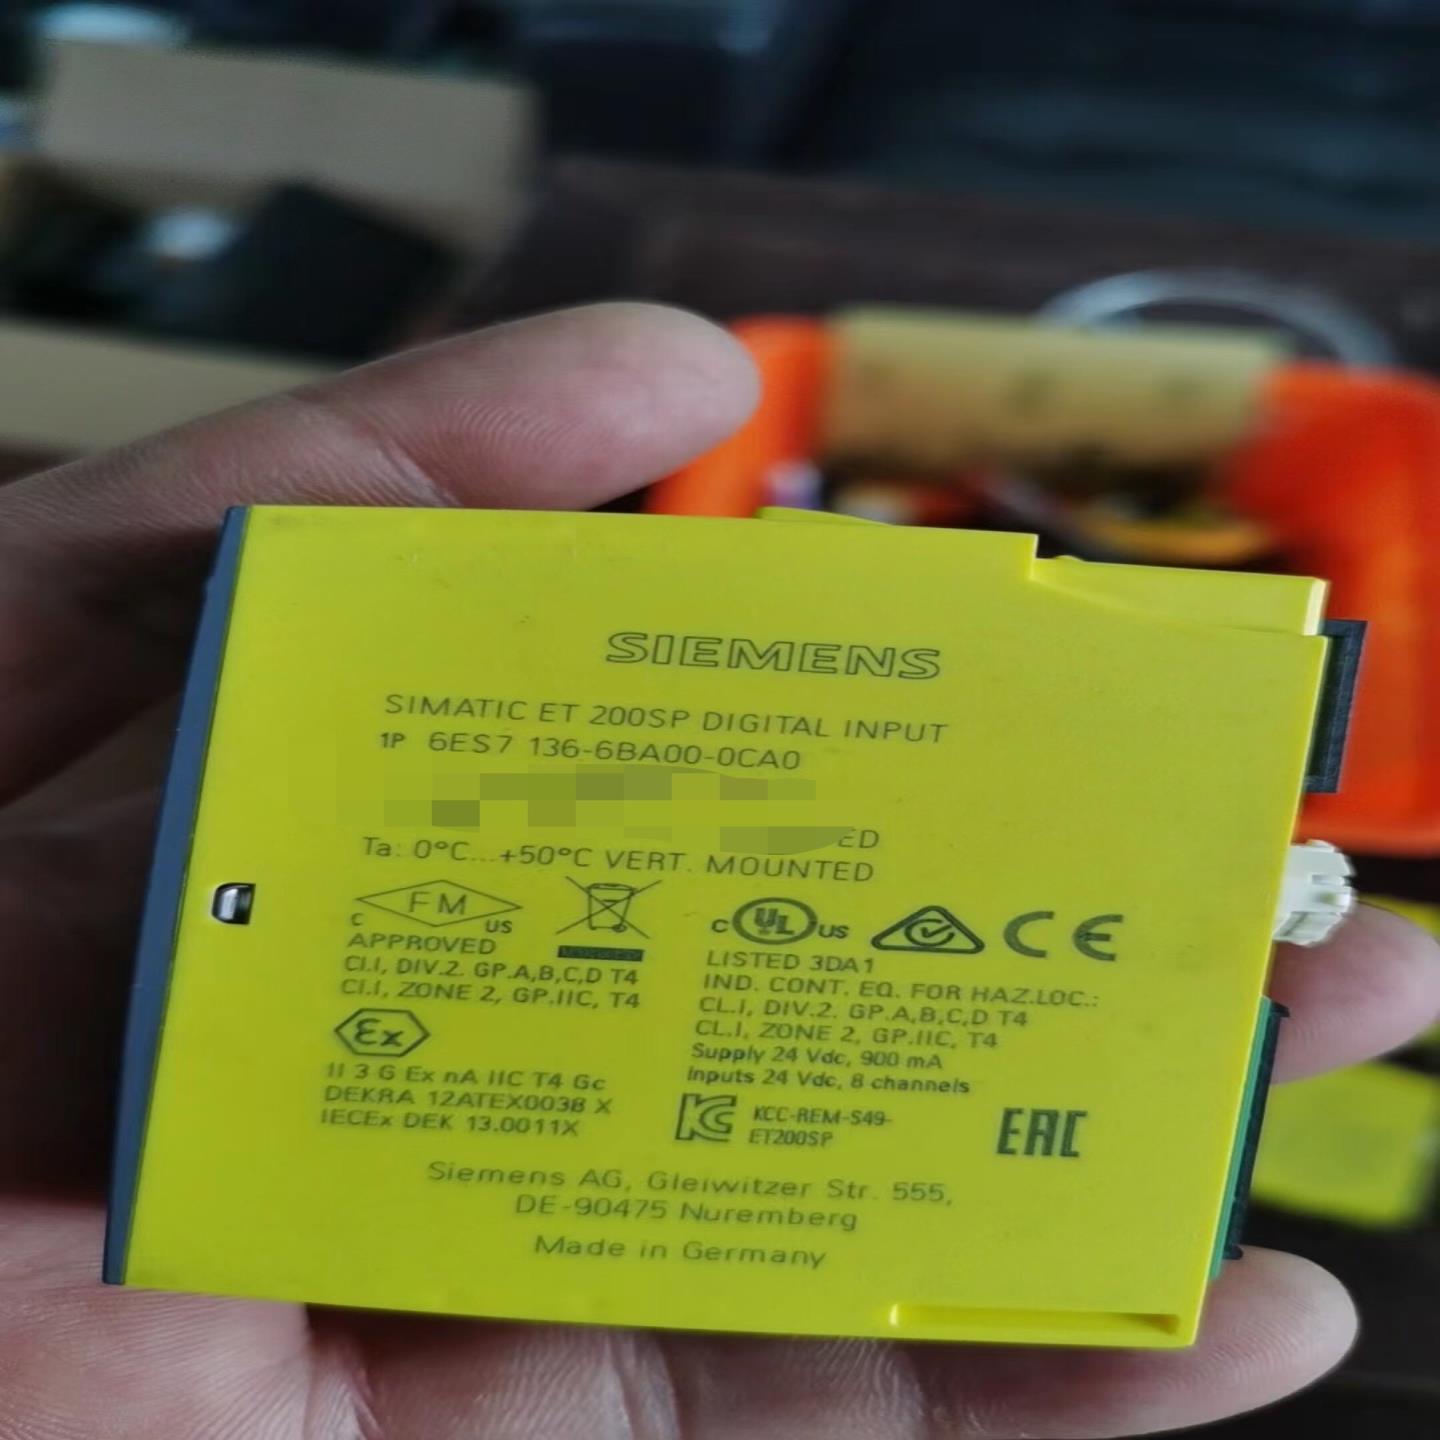 SIEMENS
SIMATIC ET 200SP DIGITAL INPUT
1P 6ES7 136-6BA00-0CA0
ED
Ta: 0°C...+50°C VERT. MOUNTED
FM
C US
APPROVED
CI.I, DIV.2. GP.A,B,C,D T4
CI.I, ZONE 2, GP.IIC, T4
Ex
II 3 G Ex nA IIC T4 Gc
DEKRA 12ATEX0038 X
IECEx DEK 13.0011X
C UL US
CE
LISTED 3DA1
IND. CONT. EQ. FOR HAZ.LOC.:
CL.I, DIV.2. GP.A,B,C,D T4
CL.I, ZONE 2, GP.IIC, T4
Supply 24 Vdc, 900 mA
Inputs 24 Vdc, 8 channels
KC KCC-REM-S49-
ET200SP
EAC
Siemens AG, Gleiwitzer Str. 555,
DE-90475 Nuremberg
Made in Germany